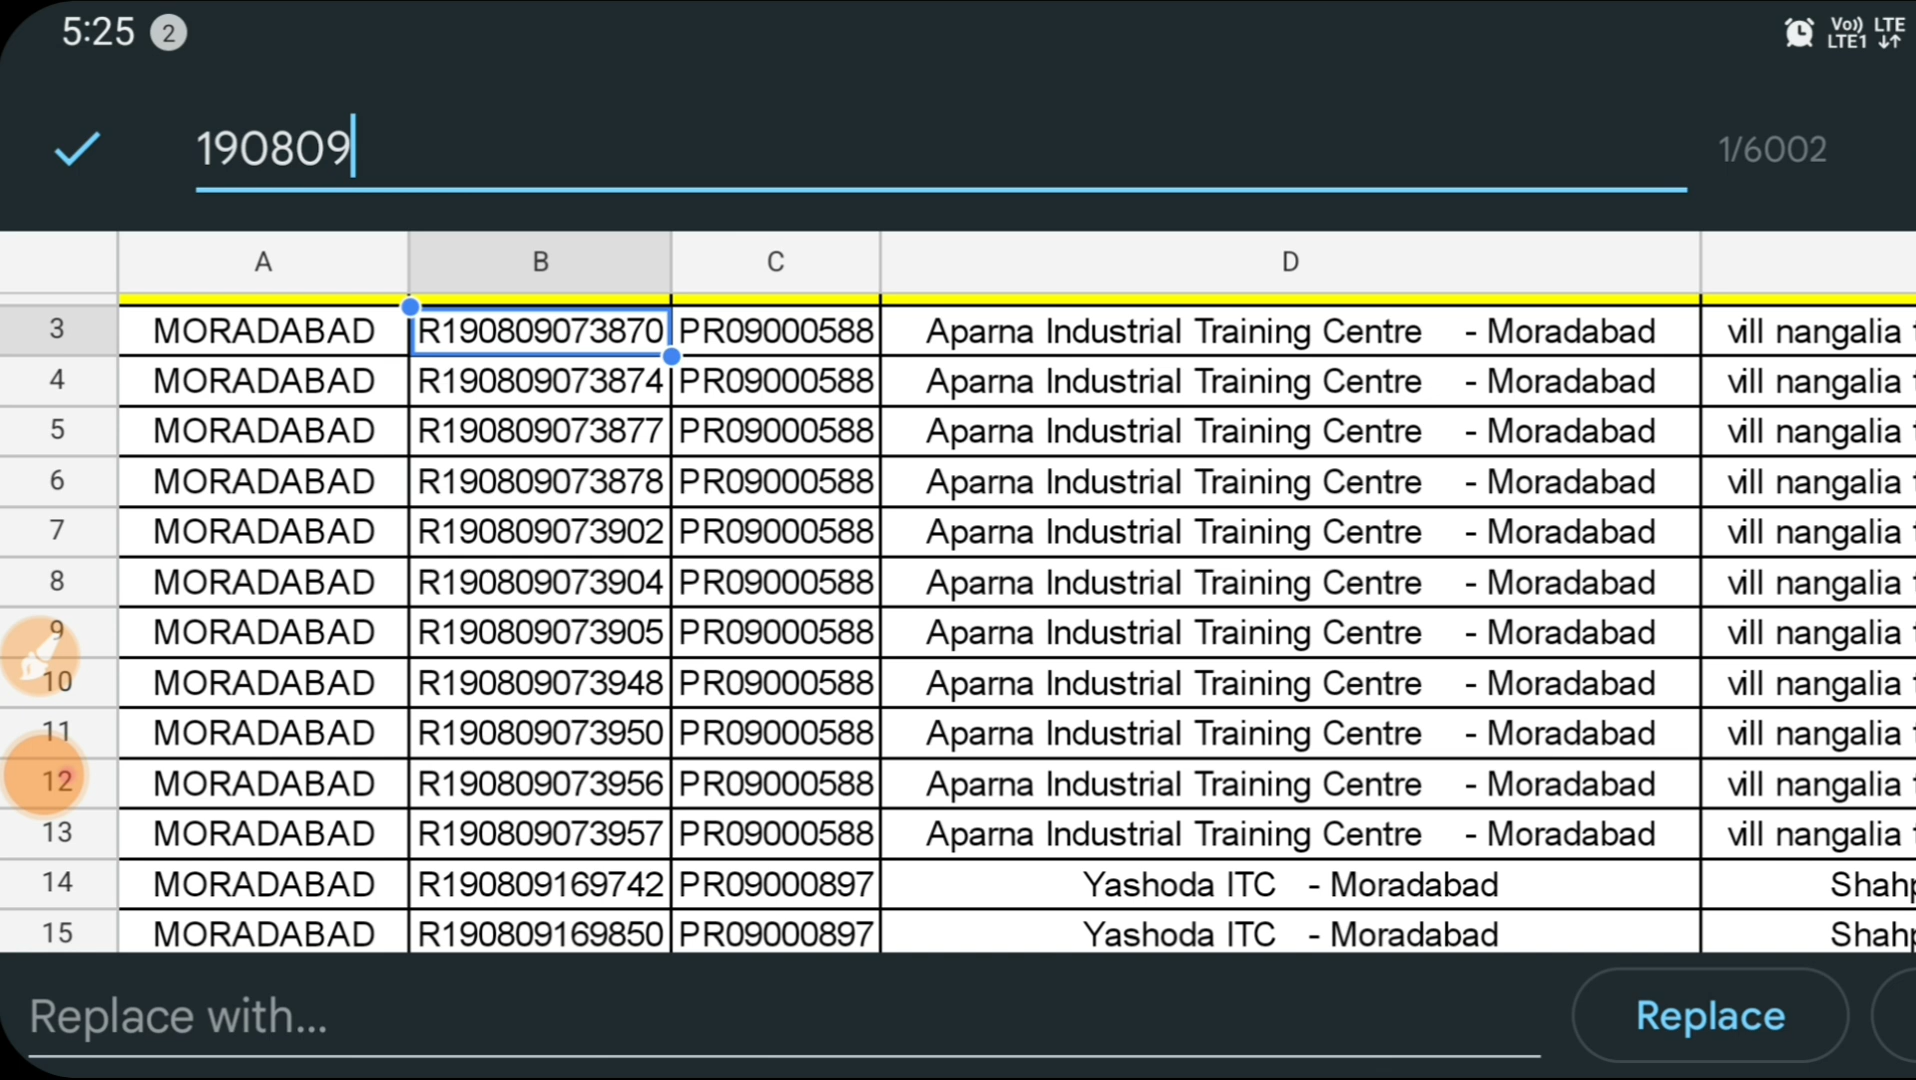 5:25 2 Vo)) LTE1 LTE
190809 1/6002
A B C D
3 MORADABAD R190809073870 PR09000588 Aparna Industrial Training Centre - Moradabad vill nangalia
4 MORADABAD R190809073874 PR09000588 Aparna Industrial Training Centre - Moradabad vill nangalia
5 MORADABAD R190809073877 PR09000588 Aparna Industrial Training Centre - Moradabad vill nangalia
6 MORADABAD R190809073878 PR09000588 Aparna Industrial Training Centre - Moradabad vill nangalia
7 MORADABAD R190809073902 PR09000588 Aparna Industrial Training Centre - Moradabad vill nangalia
8 MORADABAD R190809073904 PR09000588 Aparna Industrial Training Centre - Moradabad vill nangalia
9 MORADABAD R190809073905 PR09000588 Aparna Industrial Training Centre - Moradabad vill nangalia
10 MORADABAD R190809073948 PR09000588 Aparna Industrial Training Centre - Moradabad vill nangalia
11 MORADABAD R190809073950 PR09000588 Aparna Industrial Training Centre - Moradabad vill nangalia
12 MORADABAD R190809073956 PR09000588 Aparna Industrial Training Centre - Moradabad vill nangalia
13 MORADABAD R190809073957 PR09000588 Aparna Industrial Training Centre - Moradabad vill nangalia
14 MORADABAD R190809169742 PR09000897 Yashoda ITC - Moradabad
15 MORADABAD R190809169850 PR09000897 Yashoda ITC - Moradabad
Replace with... Replace